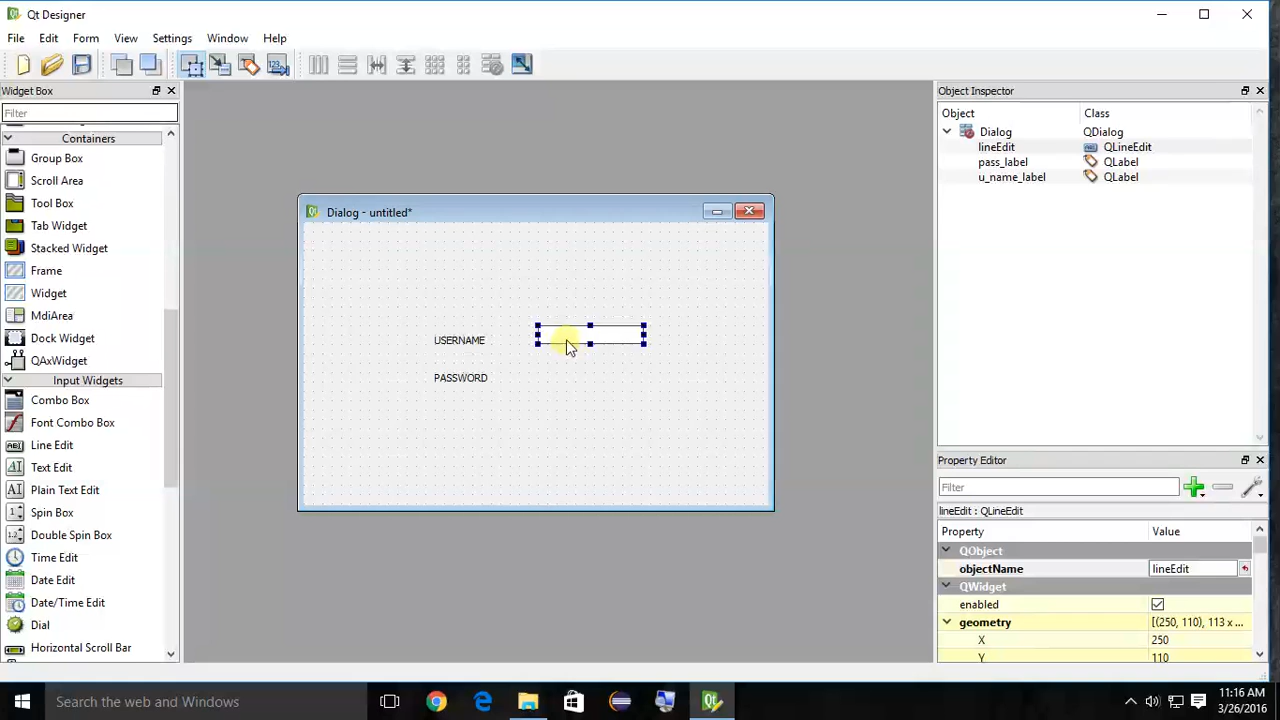 Qt Designer
File Edit Form View Settings Window Help
Widget Box
Filter
Containers
Group Box
Scroll Area
Tool Box
Tab Widget
Stacked Widget
Frame
Widget
MdiArea
Dock Widget
QAxWidget
Input Widgets
Combo Box
Font Combo Box
Line Edit
Text Edit
Plain Text Edit
Spin Box
Double Spin Box
Time Edit
Date Edit
Date/Time Edit
Dial
Horizontal Scroll Bar
Dialog - untitled*
USERNAME
PASSWORD
Object Inspector
Object Class
Dialog QDialog
lineEdit QLineEdit
pass_label QLabel
u_name_label QLabel
Property Editor
Filter
lineEdit : QLineEdit
Property Value
QObject
objectName lineEdit
QWidget
enabled
geometry [(250, 110), 113 x ...
X 250
Y 110
Search the web and Windows
11:16 AM
3/26/2016